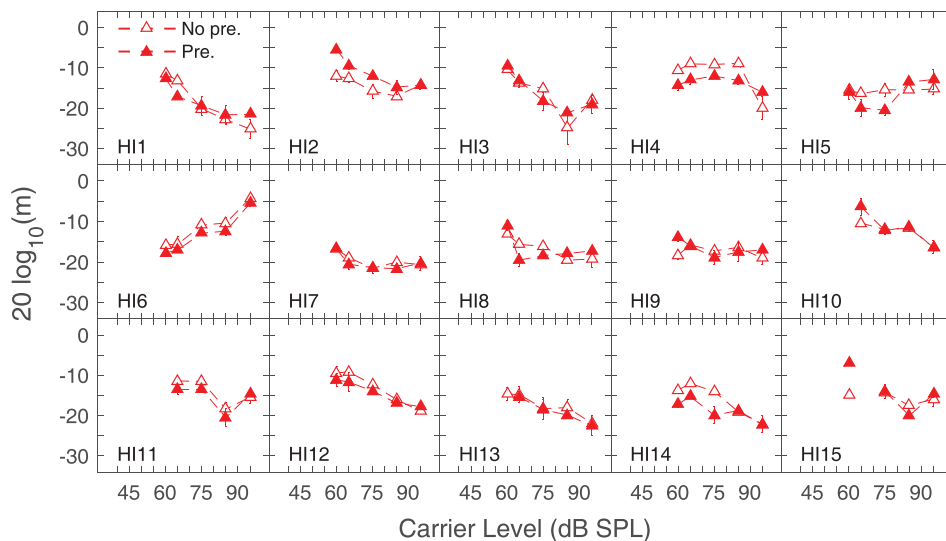 0 No pre.
-10 Pre.
-20
-30 HI1 HI2 HI3 HI4 HI5
0
-10
-20
-30 HI6 HI7 HI8 HI9 HI10
0
-10
-20
-30 HI11 HI12 HI13 HI14 HI15
45 60 75 90 45 60 75 90 45 60 75 90 45 60 75 90 45 60 75 90
Carrier Level (dB SPL)
20 log10(m)